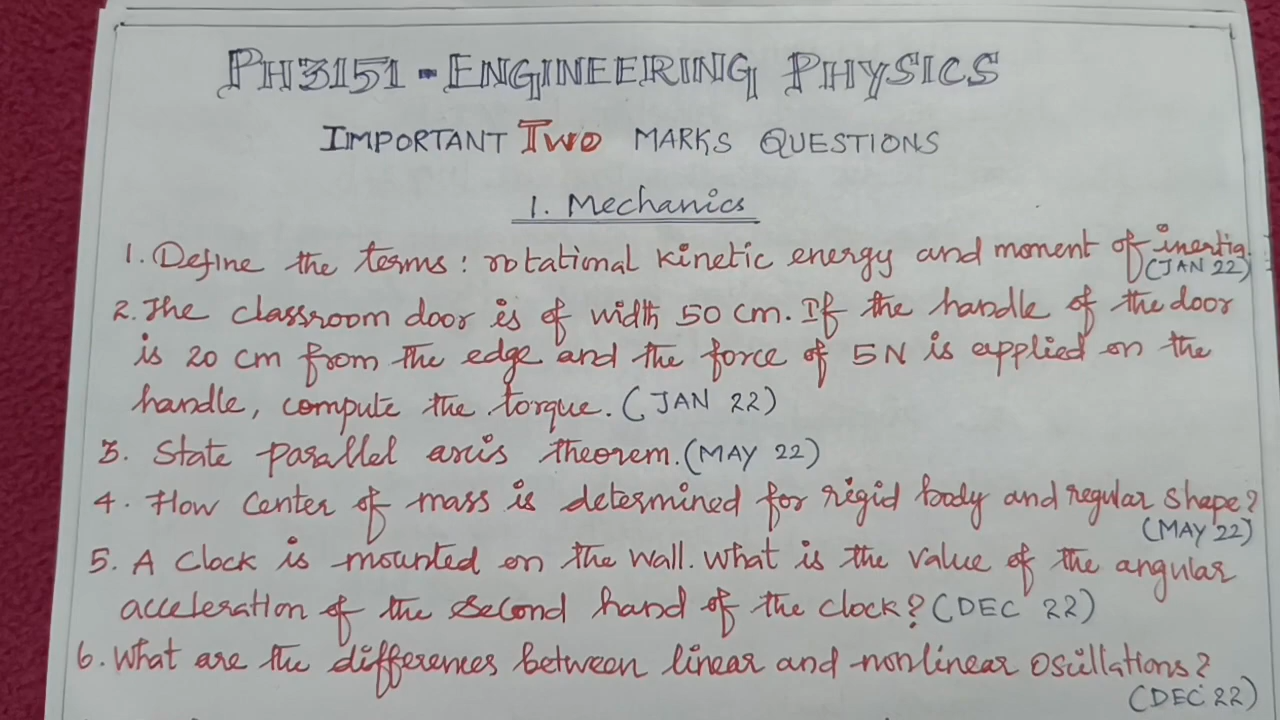 PH3151 - ENGINEERING PHYSICS
IMPORTANT TWO MARKS QUESTIONS
1. Mechanics
1. Define the terms: rotational kinetic energy and moment of inertia.
(JAN 22)
2. The classroom door is of width 50 cm. If the handle of the door
is 20 cm from the edge and the force of 5N is applied on the
handle, compute the torque. (JAN 22)
3. State parallel axis theorem. (MAY 22)
4. How center of mass is determined for rigid body and regular shape?
(MAY 22)
5. A clock is mounted on the wall. What is the value of the angular
acceleration of the second hand of the clock? (DEC 22)
6. What are the differences between linear and nonlinear oscillations?
(DEC 22)